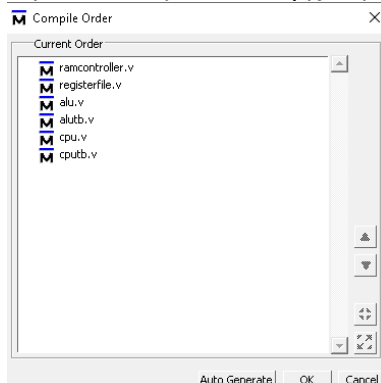 M Compile Order
Current Order
M ramcontroller.v
M registerfile.v
M alu.v
M alutb.v
M cpu.v
M cputb.v
Auto Generate OK Cancel